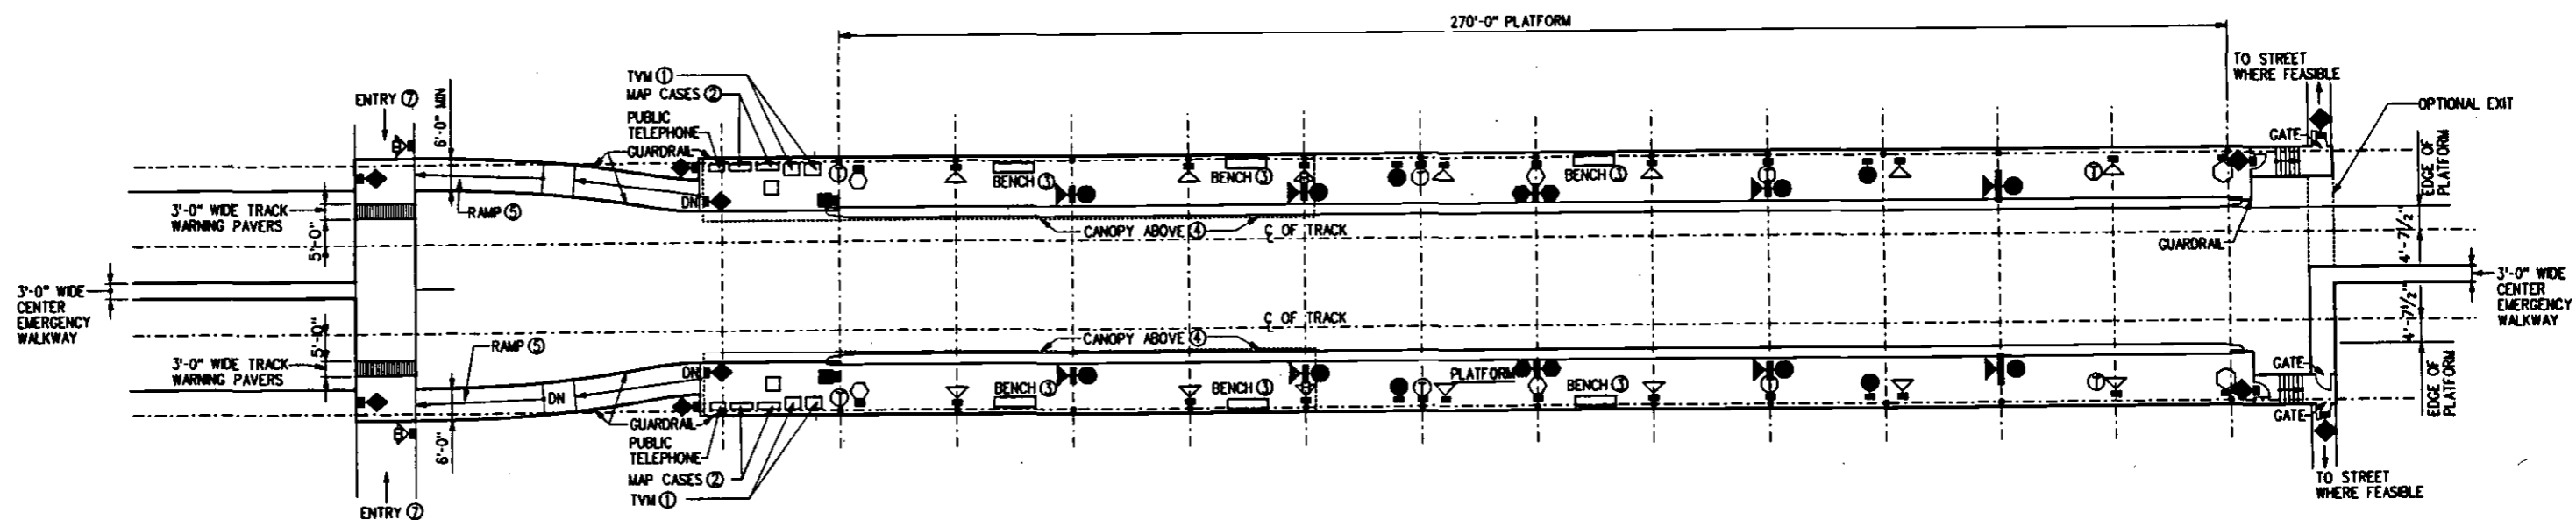 270'-0" PLATFORM
TO STREET
WHERE FEASIBLE
TVM ①
MAP CASES ②
ENTRY ⑦
6'-0" MIN
PUBLIC
TELEPHONE
GUARDRAIL
OPTIONAL EXIT
GATE
EDGE OF
PLATFORM
BENCH ③
BENCH ③
BENCH ③
T
T
T
T
DN
3'-0" WIDE TRACK
WARNING PAVERS
RAMP ⑤
5'-0"
CANOPY ABOVE ④
C OF TRACK
GUARDRAIL
4'-7 1/2"
3'-0" WIDE
CENTER
EMERGENCY
WALKWAY
3'-0" WIDE
CENTER
EMERGENCY
WALKWAY
C OF TRACK
4'-7 1/2"
5'-0"
RAMP ⑤
CANOPY ABOVE ④
3'-0" WIDE TRACK
WARNING PAVERS
DN
DN
BENCH ③
BENCH ③
PLATFORM
BENCH ③
T
T
T
T
GATE
EDGE OF
PLATFORM
GATE
GUARDRAIL
PUBLIC
TELEPHONE
6'-0"
MAP CASES ②
TVM ①
ENTRY ⑦
TO STREET
WHERE FEASIBLE